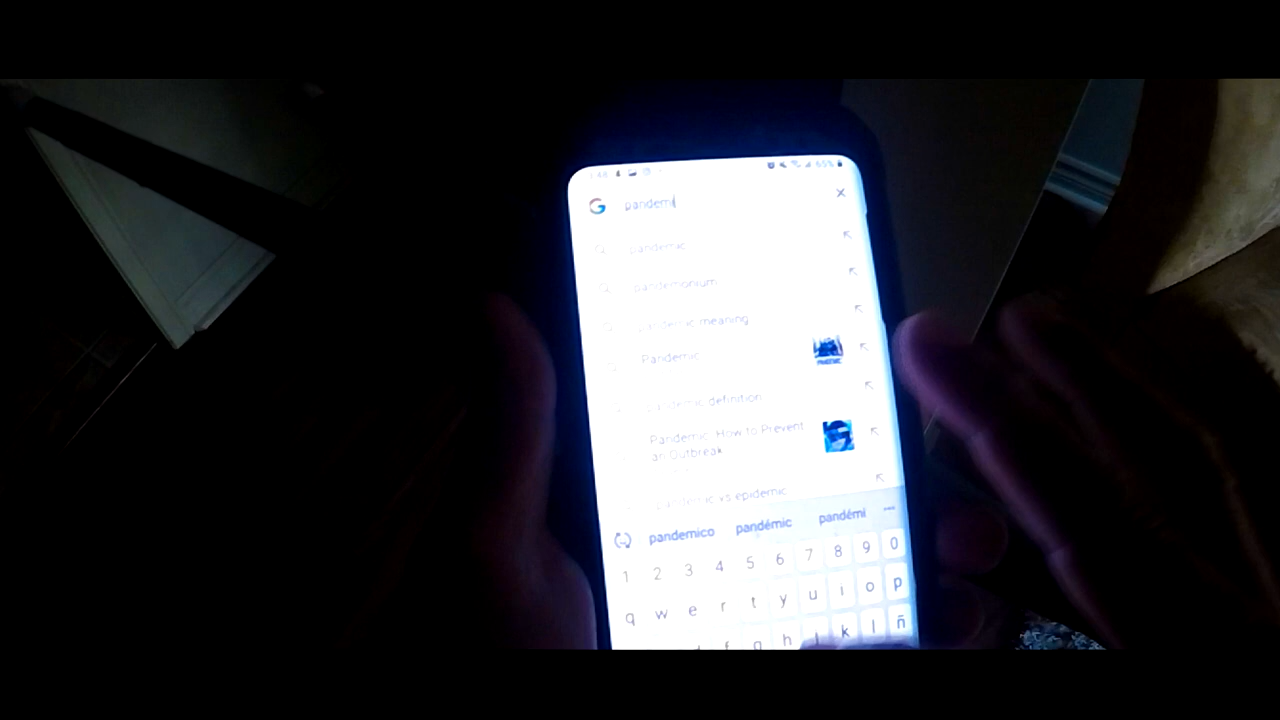 65%
pandemi
pandemic
pandemonium
pandemic meaning
Pandemic
pandemic definition
Pandemic: How to Prevent
an Outbreak
pandemic vs epidemic
pandemico pandémic pandémi
1 2 3 4 5 6 7 8 9 0
q w e r t y u i o p
f g h k l ñ